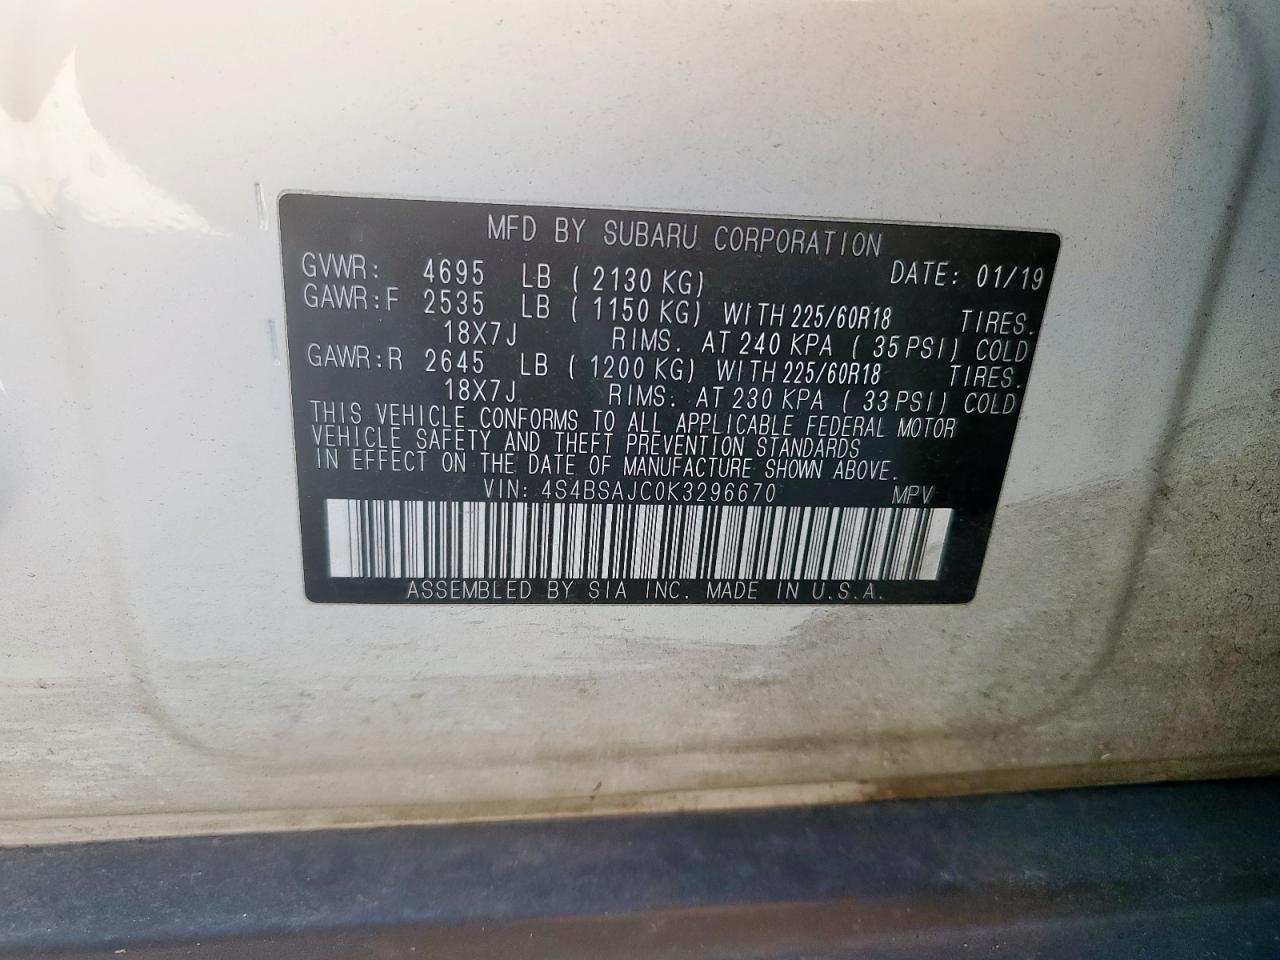 MFD BY SUBARU CORPORATION
GVWR: 4695 LB ( 2130 KG) DATE: 01/19
GAWR:F 2535 LB ( 1150 KG) WITH 225/60R18 TIRES.
18X7J RIMS. AT 240 KPA ( 35 PSI) COLD
GAWR:R 2645 LB ( 1200 KG) WITH 225/60R18 TIRES.
18X7J RIMS. AT 230 KPA ( 33 PSI) COLD
THIS VEHICLE CONFORMS TO ALL APPLICABLE FEDERAL MOTOR
VEHICLE SAFETY AND THEFT PREVENTION STANDARDS
IN EFFECT ON THE DATE OF MANUFACTURE SHOWN ABOVE.
VIN: 4S4BSAJC0K3296670 MPV
ASSEMBLED BY SIA INC. MADE IN U.S.A.